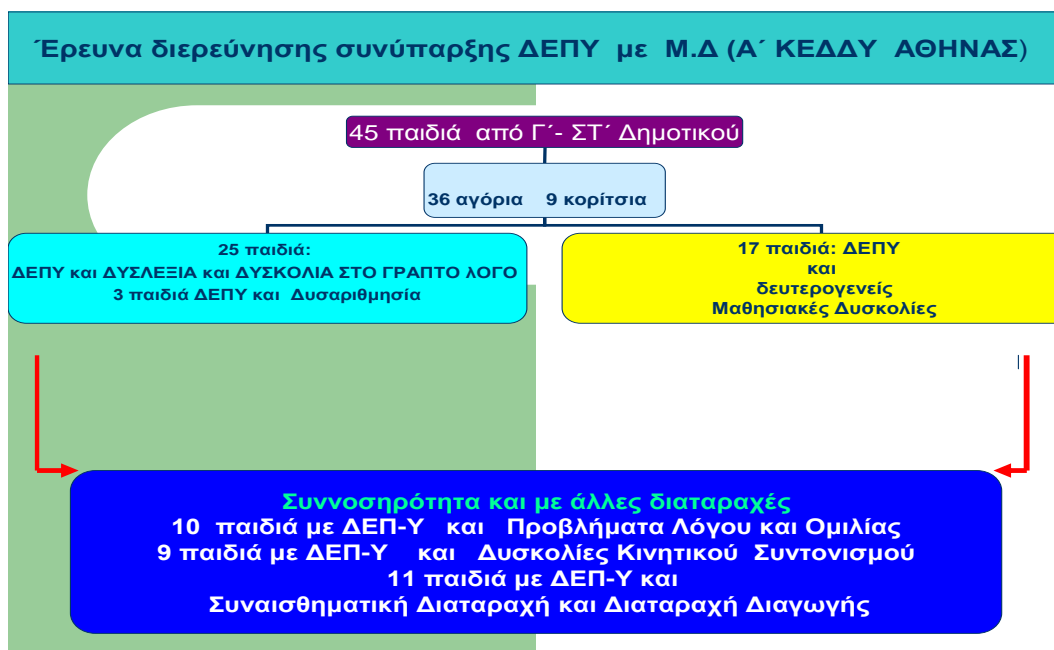 Έρευνα διερεύνησης συνύπαρξης ΔΕΠΥ με Μ.Δ (Α΄ ΚΕΔΔΥ ΑΘΗΝΑΣ)
45 παιδιά από Γ΄- ΣΤ΄ Δημοτικού
36 αγόρια 9 κορίτσια
25 παιδιά:
ΔΕΠΥ και ΔΥΣΛΕΞΙΑ και ΔΥΣΚΟΛΙΑ ΣΤΟ ΓΡΑΠΤΟ λΟΓΟ
3 παιδιά ΔΕΠΥ και Δυσαριθμησία
17 παιδιά: ΔΕΠΥ
και
δευτερογενείς
Μαθησιακές Δυσκολίες
Συννοσηρότητα και με άλλες διαταραχές
10 παιδιά με ΔΕΠ-Υ και Προβλήματα Λόγου και Ομιλίας
9 παιδιά με ΔΕΠ-Υ και Δυσκολίες Κινητικού Συντονισμού
11 παιδιά με ΔΕΠ-Υ και
Συναισθηματική Διαταραχή και Διαταραχή Διαγωγής